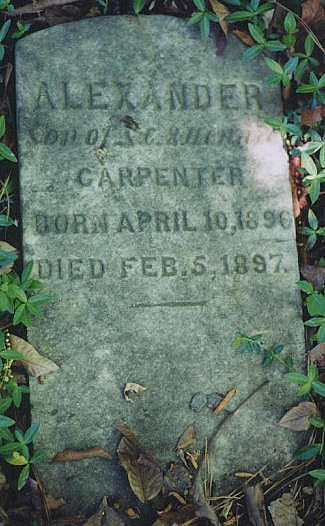 ALEXANDER
Son of
CARPENTER
BORN APRIL 10, 1896
DIED FEB. 5, 1897.